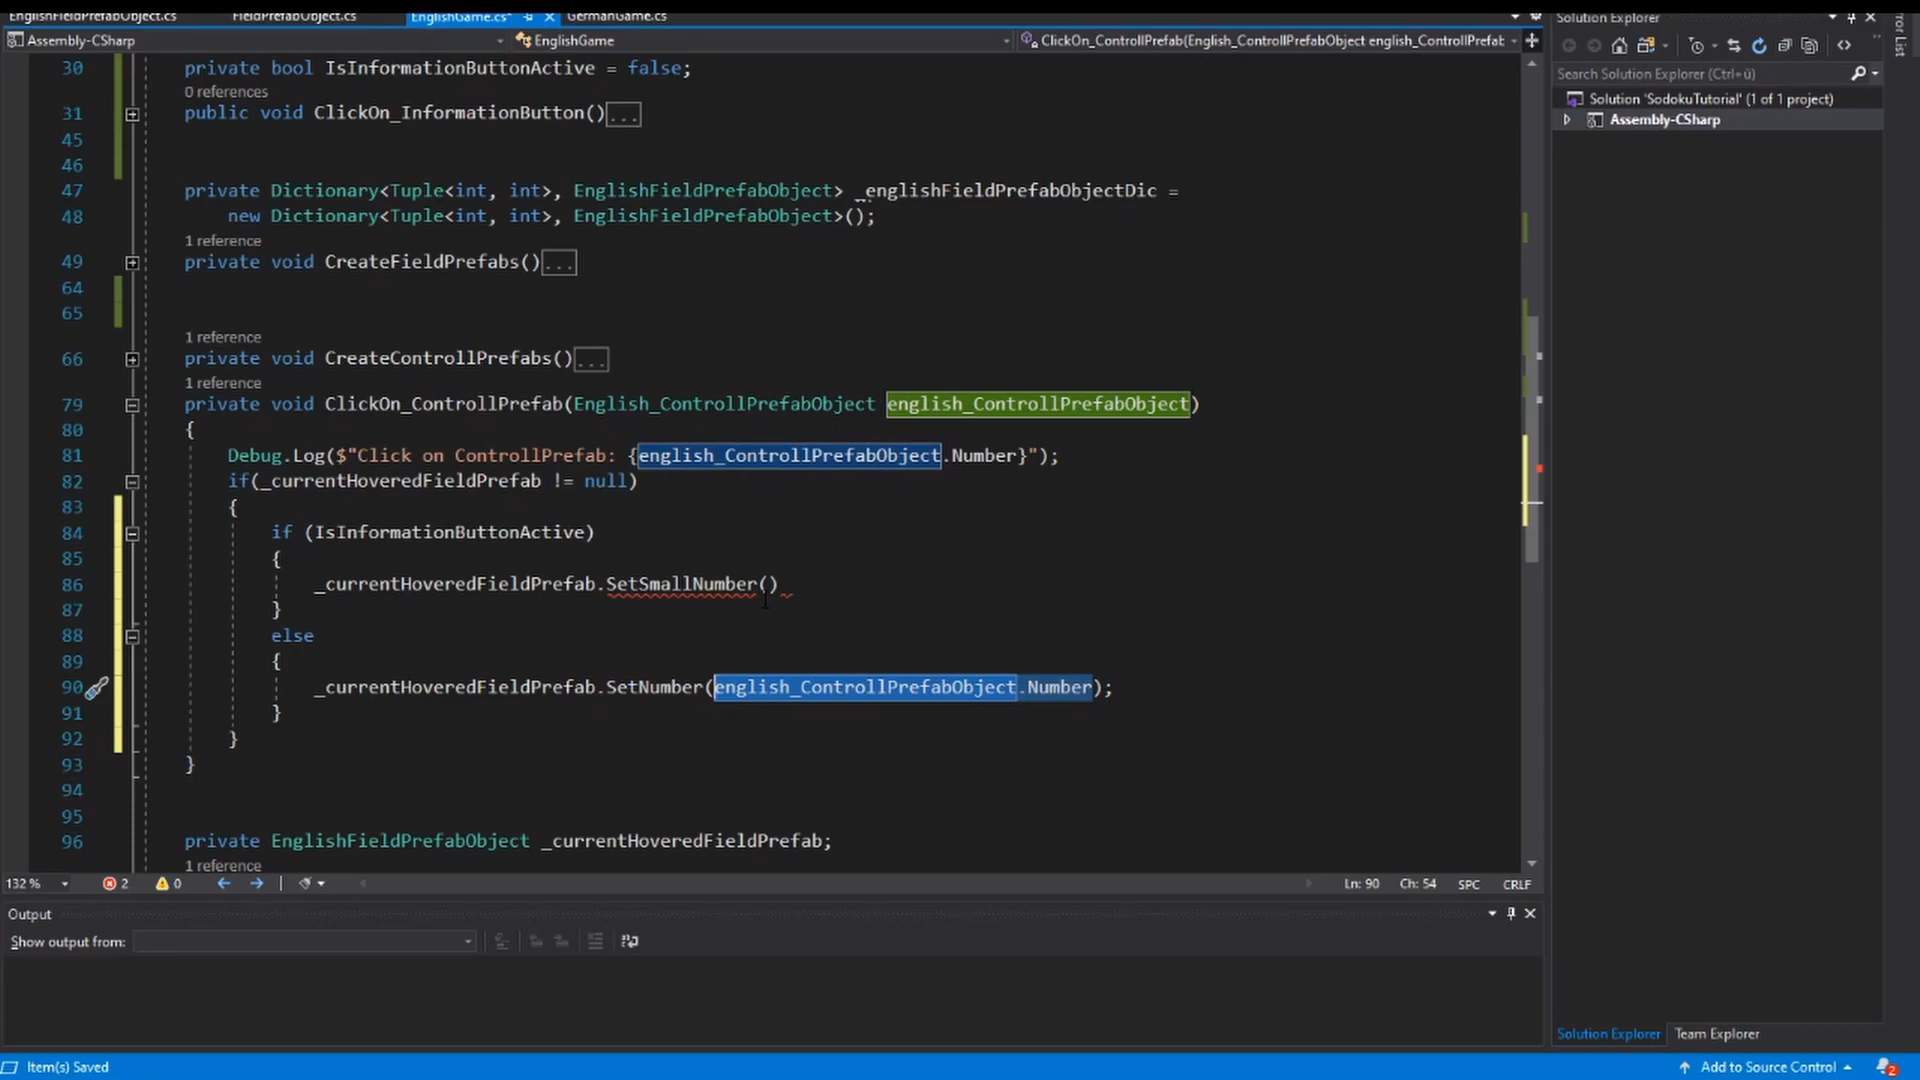 EnglishFieldPrefabObject.cs FieldPrefabObject.cs EnglishGame.cs* GermanGame.cs
Assembly-CSharp EnglishGame ClickOn_ControllPrefab(English_ControllPrefabObject english_ControllPrefat
30 private bool IsInformationButtonActive = false;
0 references
31 public void ClickOn_InformationButton()...
45
46
47 private Dictionary<Tuple<int, int>, EnglishFieldPrefabObject> _englishFieldPrefabObjectDic =
48 new Dictionary<Tuple<int, int>, EnglishFieldPrefabObject>();
1 reference
49 private void CreateFieldPrefabs()...
64
65
1 reference
66 private void CreateControllPrefabs()...
1 reference
79 private void ClickOn_ControllPrefab(English_ControllPrefabObject english_ControllPrefabObject)
80 {
81 Debug.Log($"Click on ControllPrefab: {english_ControllPrefabObject.Number}");
82 if(_currentHoveredFieldPrefab != null)
83 {
84 if (IsInformationButtonActive)
85 {
86 _currentHoveredFieldPrefab.SetSmallNumber()
87 }
88 else
89 {
90 _currentHoveredFieldPrefab.SetNumber(english_ControllPrefabObject.Number);
91 }
92 }
93 }
94
95
96 private EnglishFieldPrefabObject _currentHoveredFieldPrefab;
1 reference
132 % 2 0 Ln: 90 Ch: 54 SPC CRLF
Output
Show output from:
Item(s) Saved
Solution Explorer
Search Solution Explorer (Ctrl+ü)
Solution 'SodokuTutorial' (1 of 1 project)
Assembly-CSharp
Solution Explorer Team Explorer
Add to Source Control 2